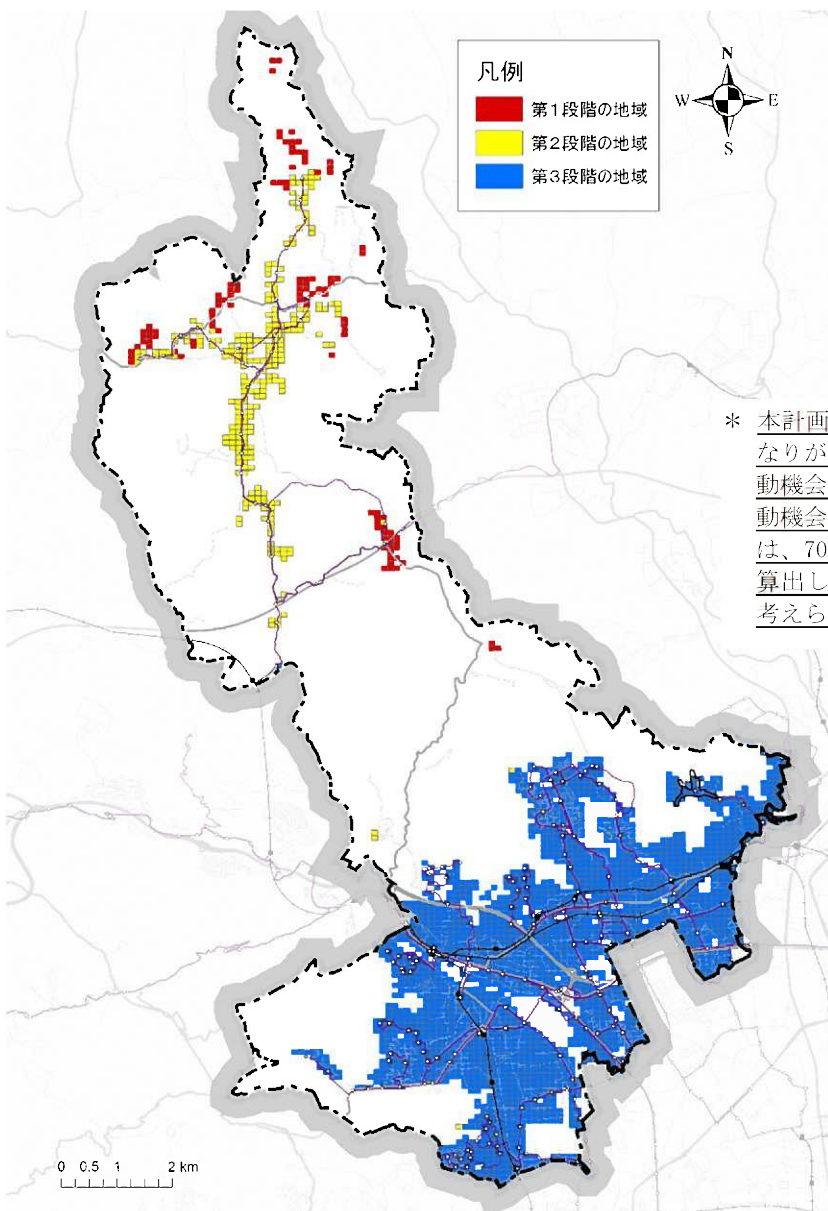 凡例
第1段階の地域
第2段階の地域
第3段階の地域
N
W E
S
* 本計画
なりが
動機会
動機会
は、70
算出し
考えら
0 0.5 1 2 km